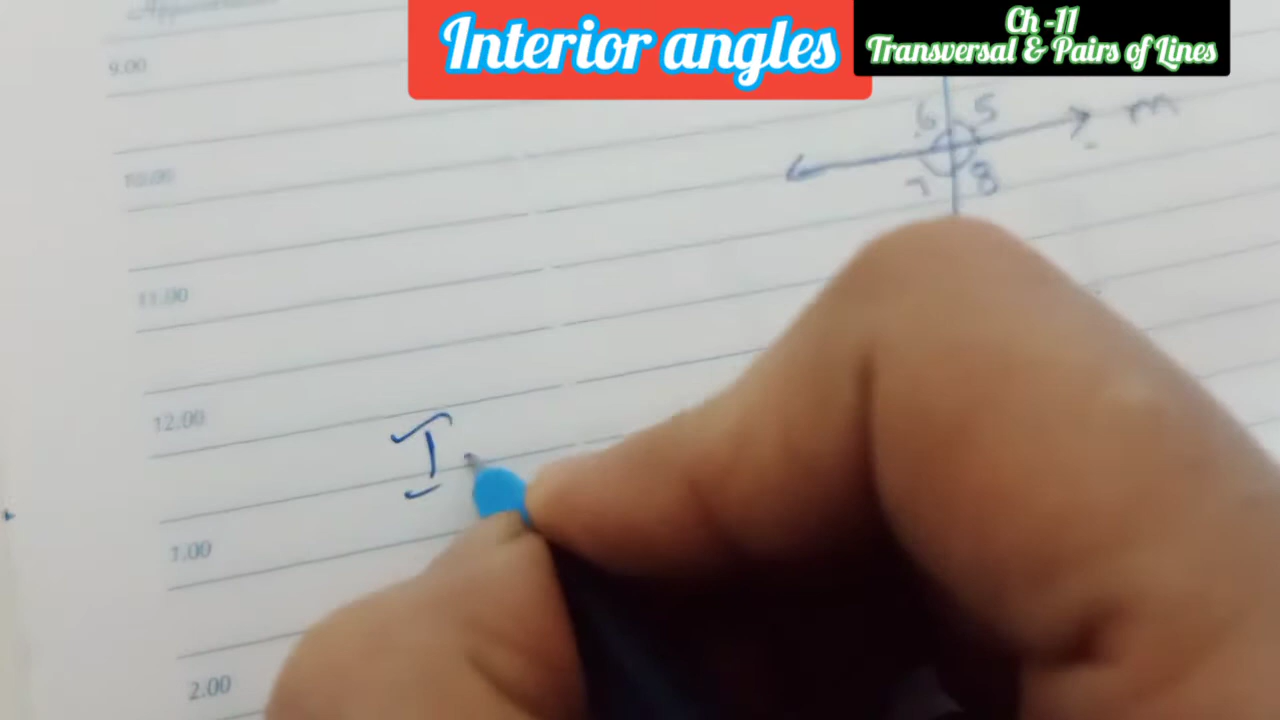 Interior angles
Ch -11
Transversal & Pairs of Lines
9.00
6 5
m
10.00
7 8
11.00
12.00
I
1.00
2.00